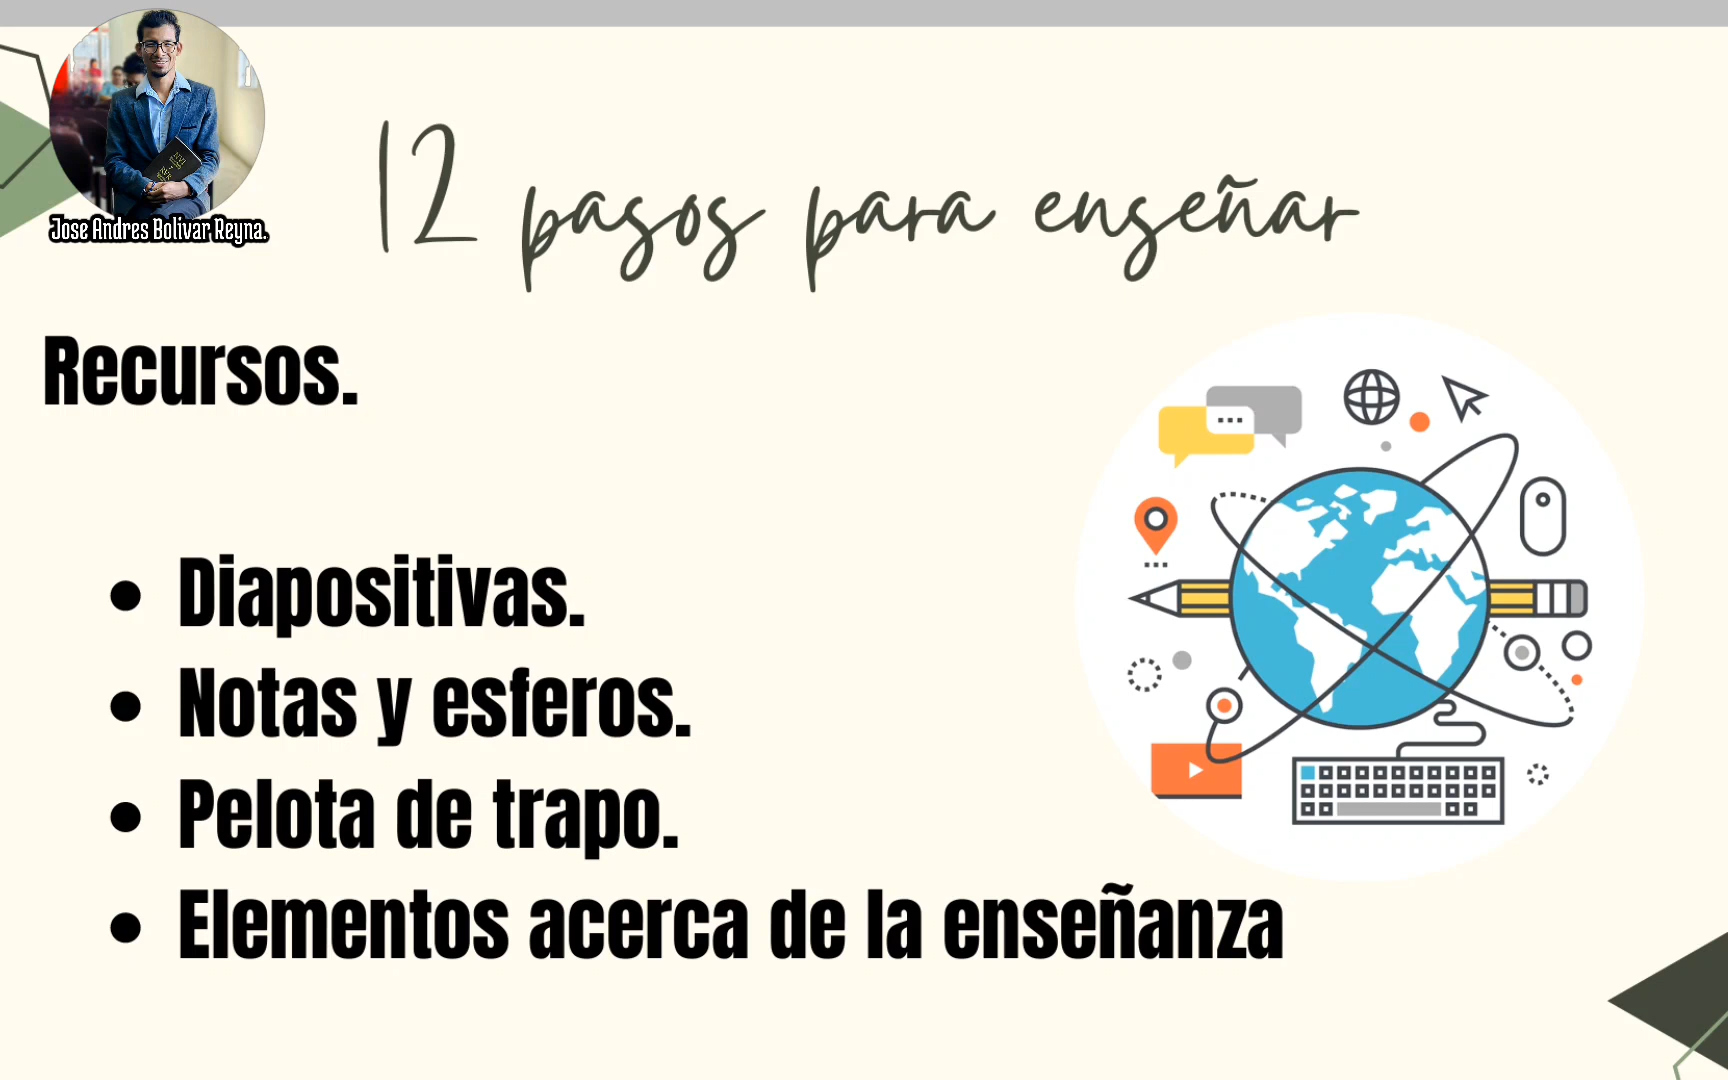 Jose Andres Bolivar Reyna.
12 pasos para enseñar
Recursos.
Diapositivas.
Notas y esferos.
Pelota de trapo.
Elementos acerca de la enseñanza